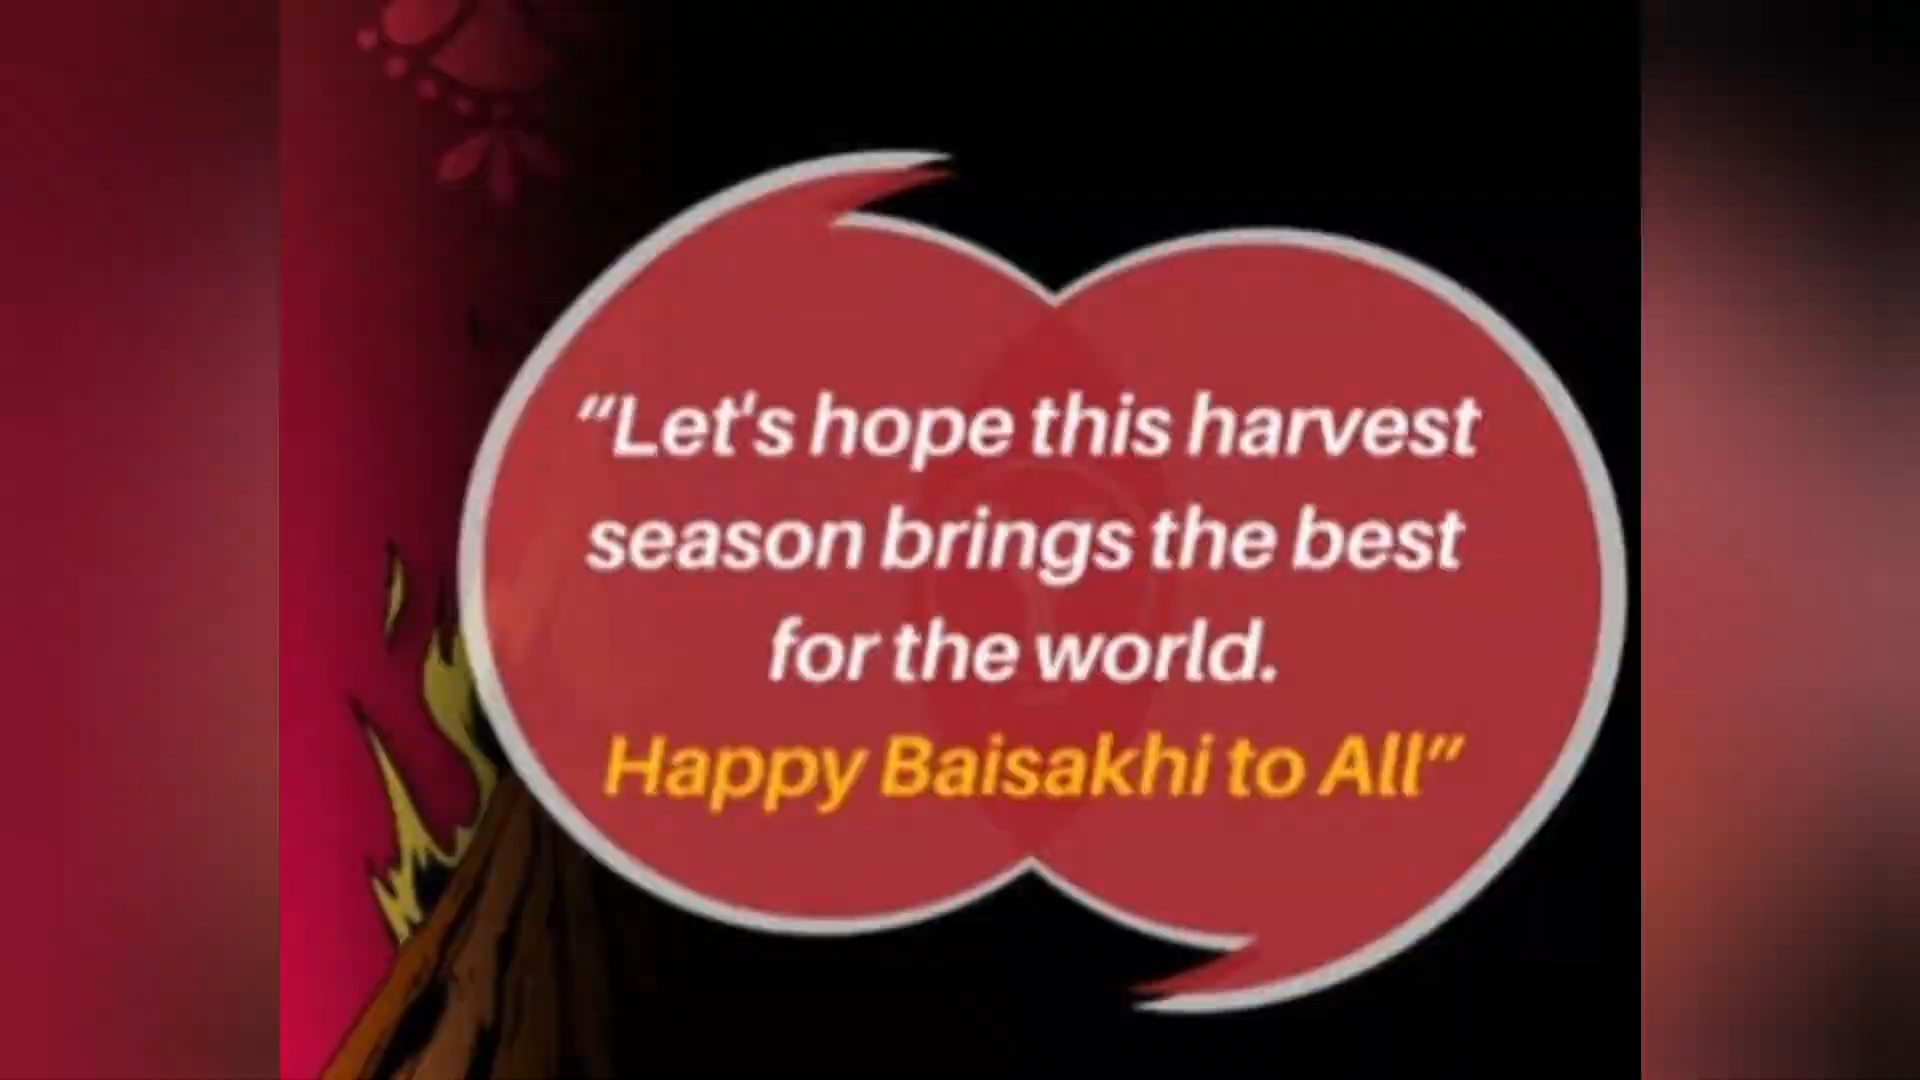 “Let's hope this harvest
season brings the best
for the world.
Happy Baisakhi to All”